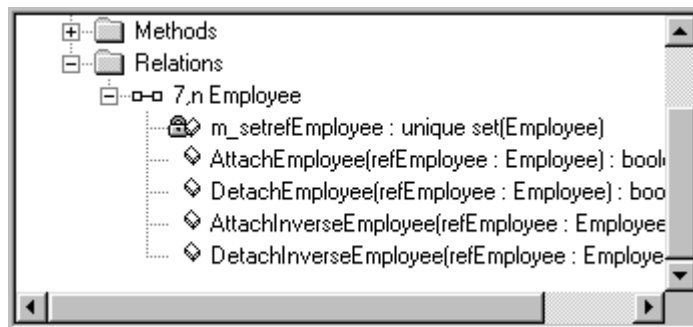 Methods
Relations
7,n Employee
m_setrefEmployee : unique set(Employee)
AttachEmployee(refEmployee : Employee) : boole
DetachEmployee(refEmployee : Employee) : boo
AttachInverseEmployee(refEmployee : Employee
DetachInverseEmployee(refEmployee : Employe